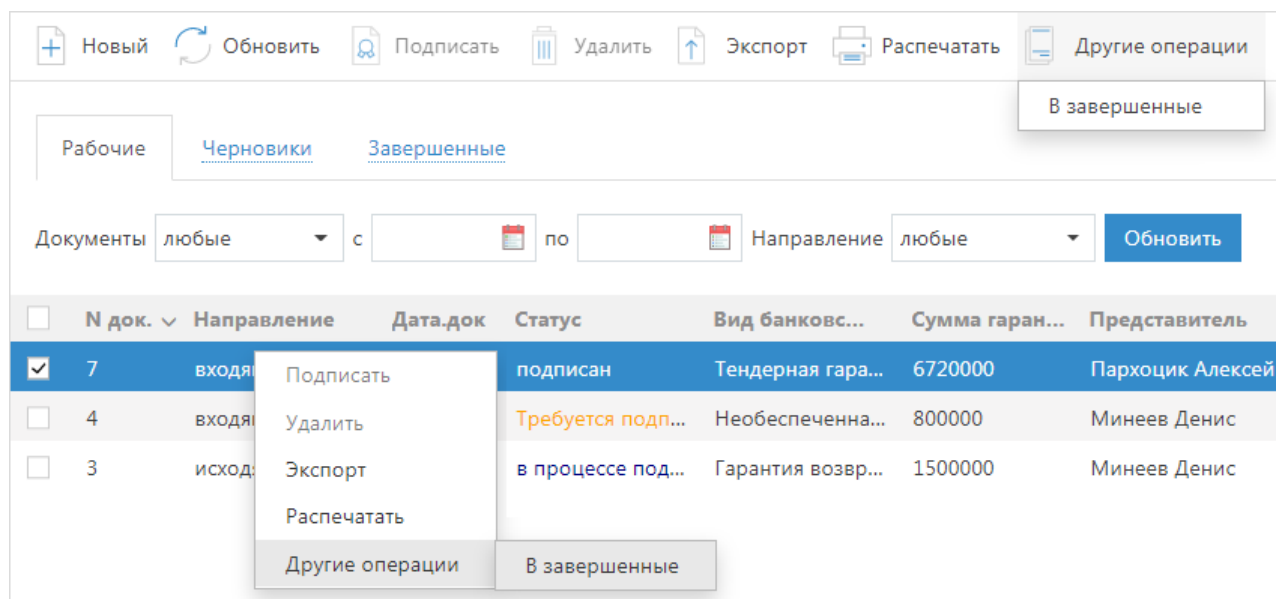 Новый Обновить Подписать Удалить Экспорт Распечатать Другие операции
В завершенные
Рабочие Черновики Завершенные
Документы любые с по Направление любые Обновить
N док. Направление Дата.док Статус Вид банковс... Сумма гаран... Представитель
7 входя подписан Тендерная гара... 6720000 Пархоцик Алексей
4 входя Требуется подп... Необеспеченна... 800000 Минеев Денис
3 исход в процессе под... Гарантия возвр... 1500000 Минеев Денис
Подписать
Удалить
Экспорт
Распечатать
Другие операции В завершенные